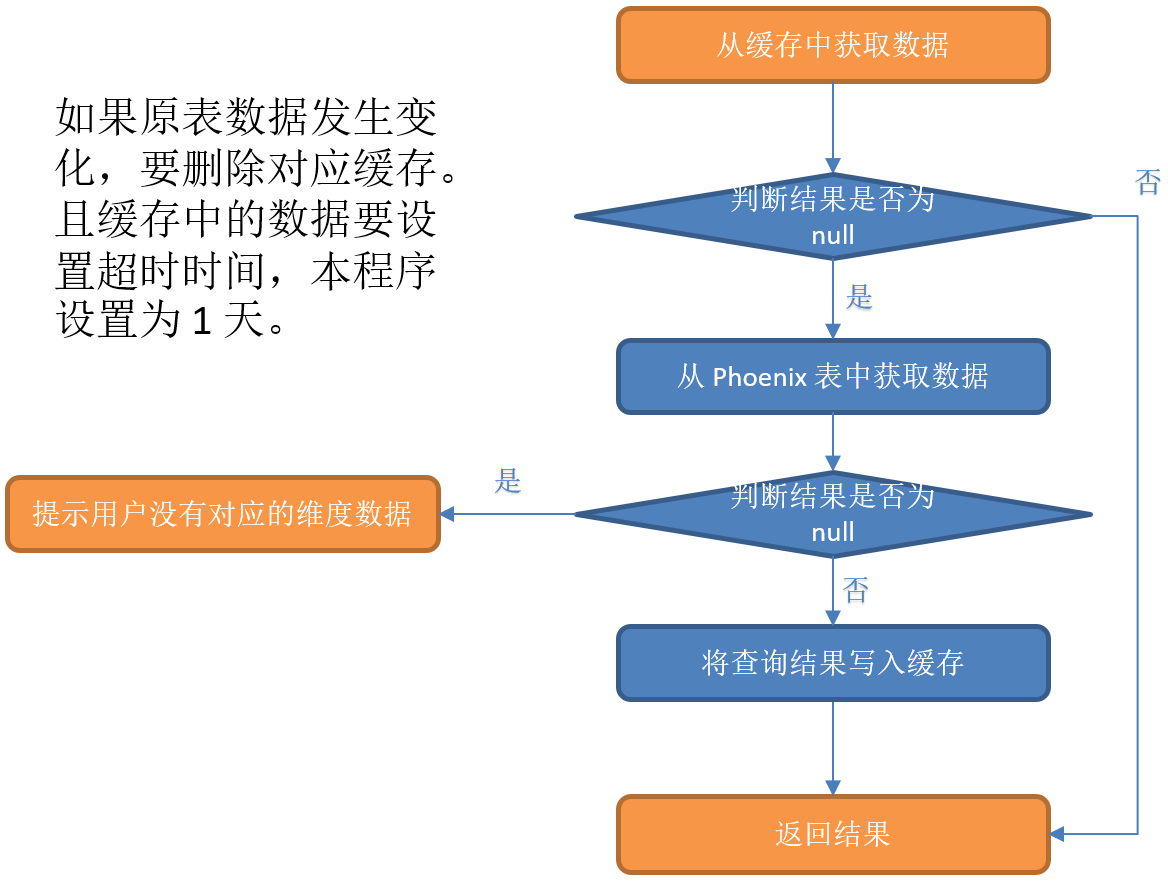 从缓存中获取数据
如果原表数据发生变
化，要删除对应缓存。
且缓存中的数据要设
置超时时间，本程序
设置为 1 天。
判断结果是否为
null
否
是
从 Phoenix 表中获取数据
判断结果是否为
null
是
提示用户没有对应的维度数据
否
将查询结果写入缓存
返回结果